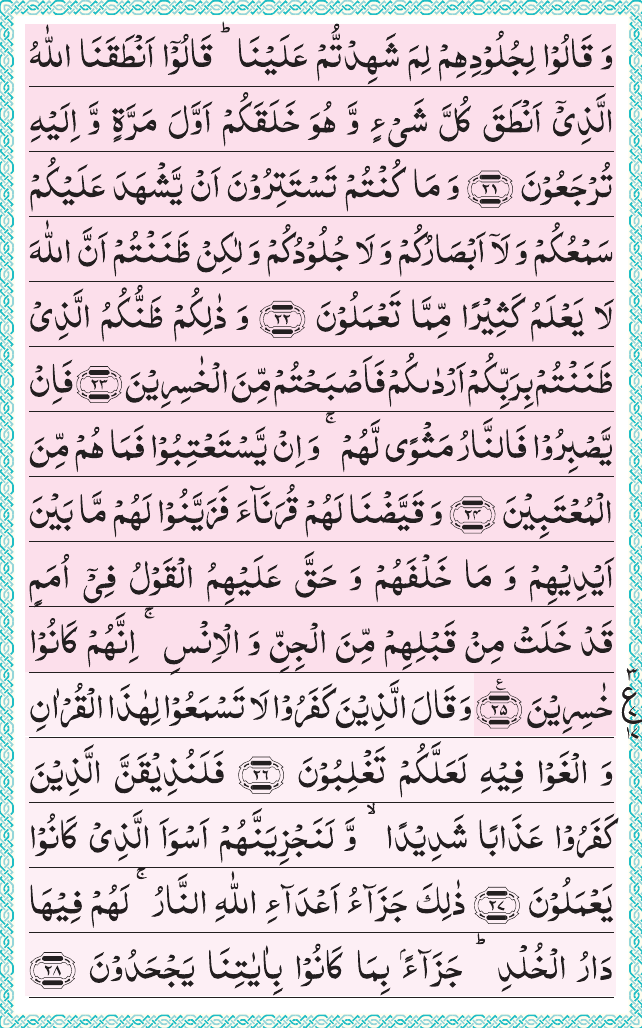 وَ قَالُوْا لِجُلُوْدِهِمْ لِمَ شَهِدْتُّمْ عَلَيْنَا ؕ قَالُوْۤا اَنْطَقَنَا اللّٰهُ
الَّذِیْۤ اَنْطَقَ كُلَّ شَیْءٍ وَّ هُوَ خَلَقَكُمْ اَوَّلَ مَرَّةٍ وَّ اِلَیْهِ
تُرْجَعُوْنَ ﴿۲۱﴾ وَ مَا كُنْتُمْ تَسْتَتِرُوْنَ اَنْ یَّشْهَدَ عَلَیْكُمْ
سَمْعُكُمْ وَ لَاۤ اَبْصَارُكُمْ وَ لَا جُلُوْدُكُمْ وَ لٰكِنْ ظَنَنْتُمْ اَنَّ اللّٰهَ
لَا یَعْلَمُ كَثِیْرًا مِّمَّا تَعْمَلُوْنَ ﴿۲۲﴾ وَ ذٰلِكُمْ ظَنُّكُمُ الَّذِیْ
ظَنَنْتُمْ بِرَبِّكُمْ اَرْدٰىكُمْ فَاَصْبَحْتُمْ مِّنَ الْخٰسِرِیْنَ ﴿۲۳﴾ فَاِنْ
یَّصْبِرُوْا فَالنَّارُ مَثْوًی لَّهُمْ ۚ وَ اِنْ یَّسْتَعْتِبُوْا فَمَا هُمْ مِّنَ
الْمُعْتَبِیْنَ ﴿۲۴﴾ وَ قَیَّضْنَا لَهُمْ قُرَنَآءَ فَزَیَّنُوْا لَهُمْ مَّا بَیْنَ
اَیْدِیْهِمْ وَ مَا خَلْفَهُمْ وَ حَقَّ عَلَیْهِمُ الْقَوْلُ فِیْۤ اُمَمٍ
قَدْ خَلَتْ مِنْ قَبْلِهِمْ مِّنَ الْجِنِّ وَ الْاِنْسِ ۚ اِنَّهُمْ كَانُوْا
خٰسِرِیْنَ ﴿۲۵﴾ ع وَ قَالَ الَّذِیْنَ كَفَرُوْا لَا تَسْمَعُوْا لِهٰذَا الْقُرْاٰنِ
۳ ع ۱۷
وَ الْغَوْا فِیْهِ لَعَلَّكُمْ تَغْلِبُوْنَ ﴿۲۶﴾ فَلَنُذِیْقَنَّ الَّذِیْنَ
كَفَرُوْا عَذَابًا شَدِیْدًا ۙ وَّ لَنَجْزِیَنَّهُمْ اَسْوَاَ الَّذِیْ كَانُوْا
یَعْمَلُوْنَ ﴿۲۷﴾ ذٰلِكَ جَزَآءُ اَعْدَآءِ اللّٰهِ النَّارُ ۚ لَهُمْ فِیْهَا
دَارُ الْخُلْدِ ؕ جَزَآءًۢ بِمَا كَانُوْا بِاٰیٰتِنَا یَجْحَدُوْنَ ﴿۲۸﴾